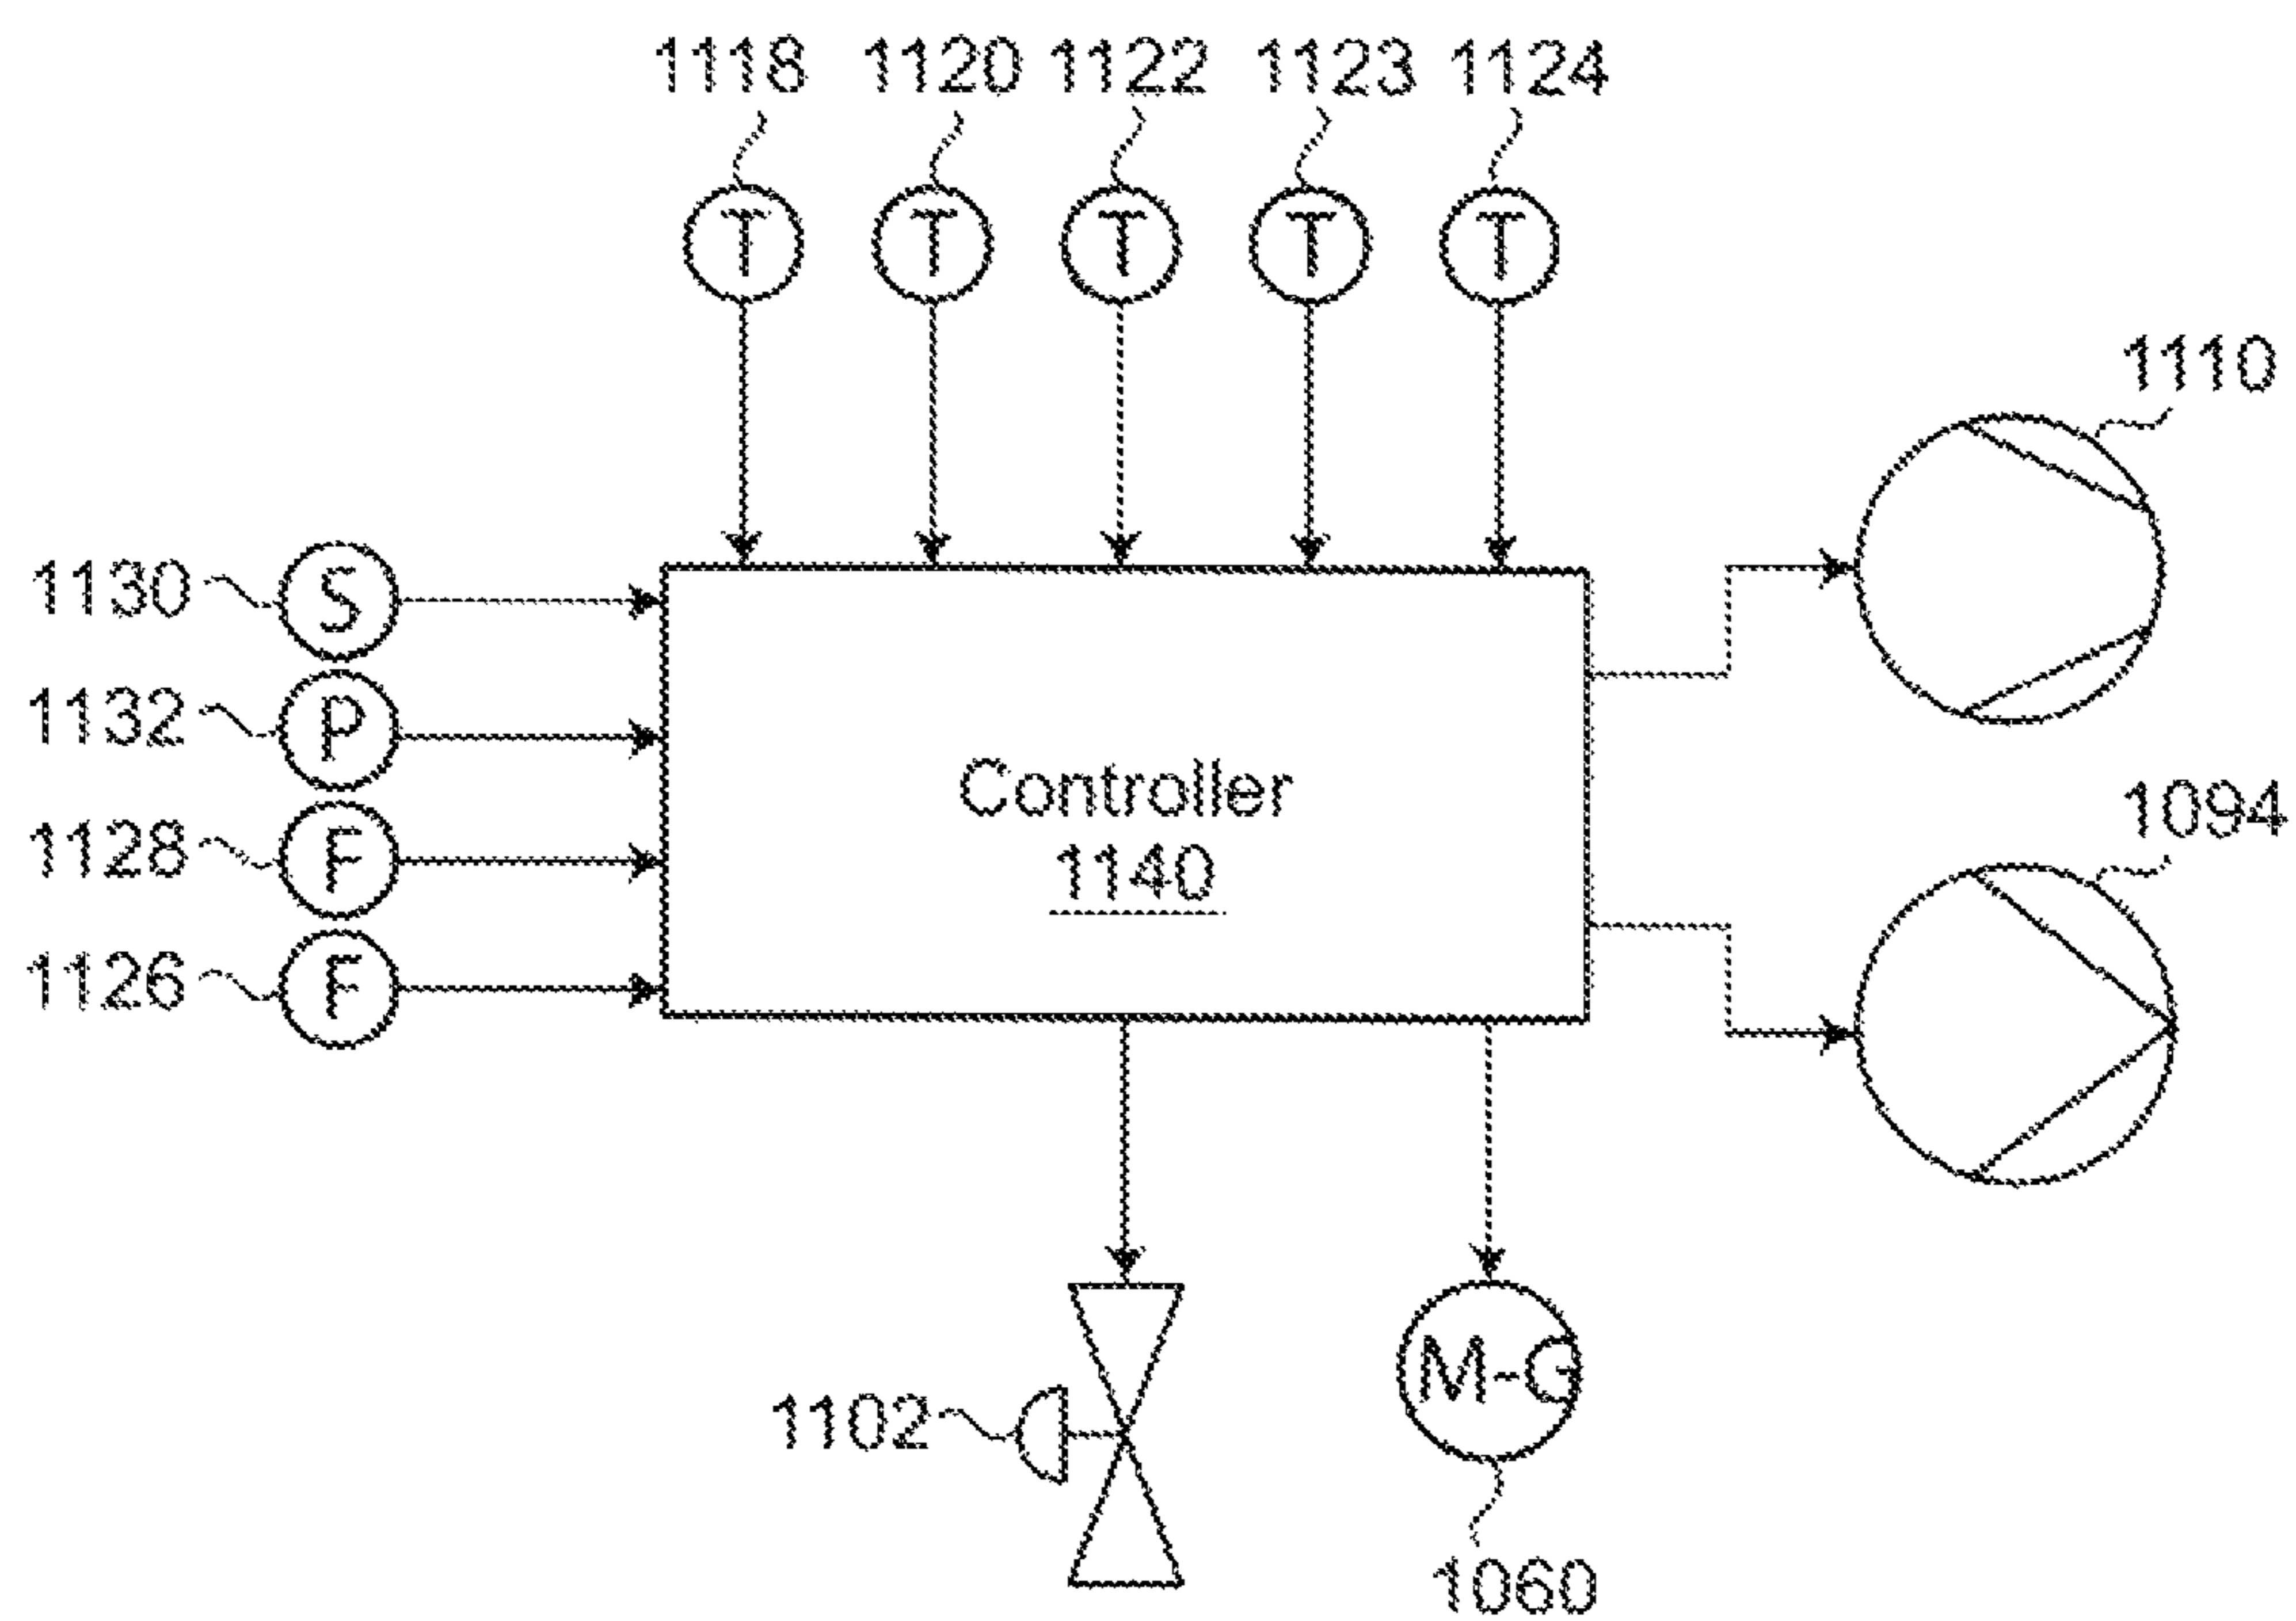 1118 1120 1122 1123 1124
T T T T T
1110
1130 S
1132 P
1128 F
1126 F
Controller
1140
1094
1102
M-G
1060